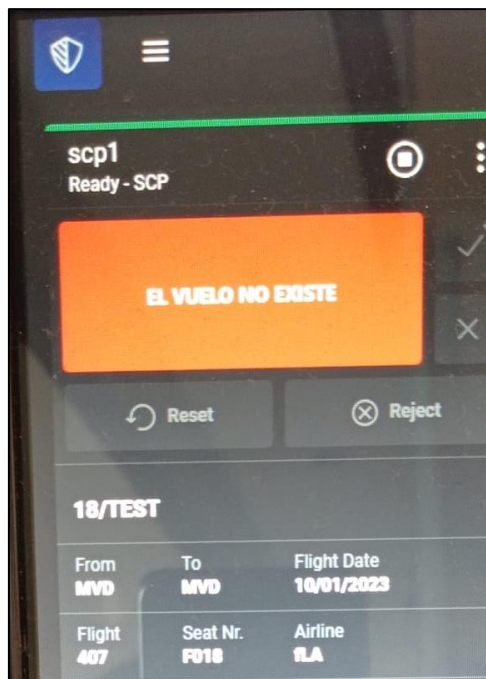 scp1
Ready - SCP
EL VUELO NO EXISTE
Reset
Reject
18/TEST
From To Flight Date
MVD MVD 10/01/2023
Flight Seat Nr. Airline
407 F018 1LA